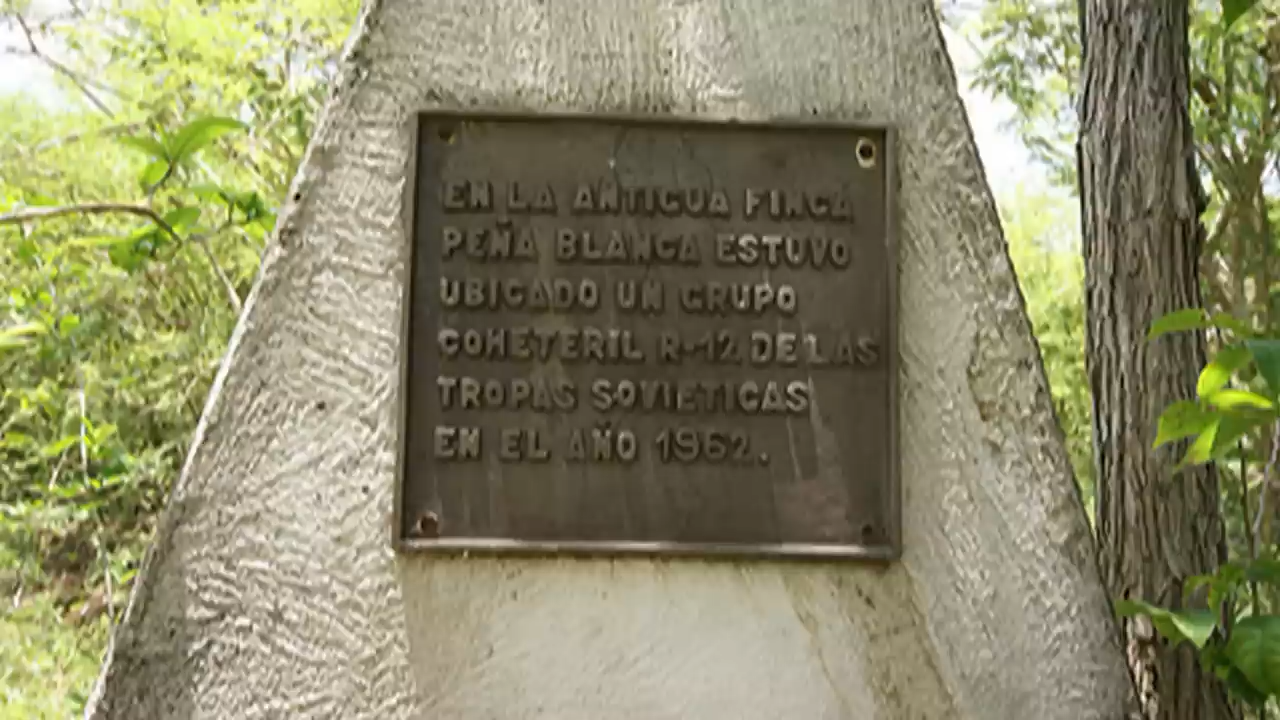 EN LA ANTIGUA FINCA
PEÑA BLANCA ESTUVO
UBICADO UN GRUPO
COHETERIL R-12 DE LAS
TROPAS SOVIETICAS
EN EL AÑO 1962.